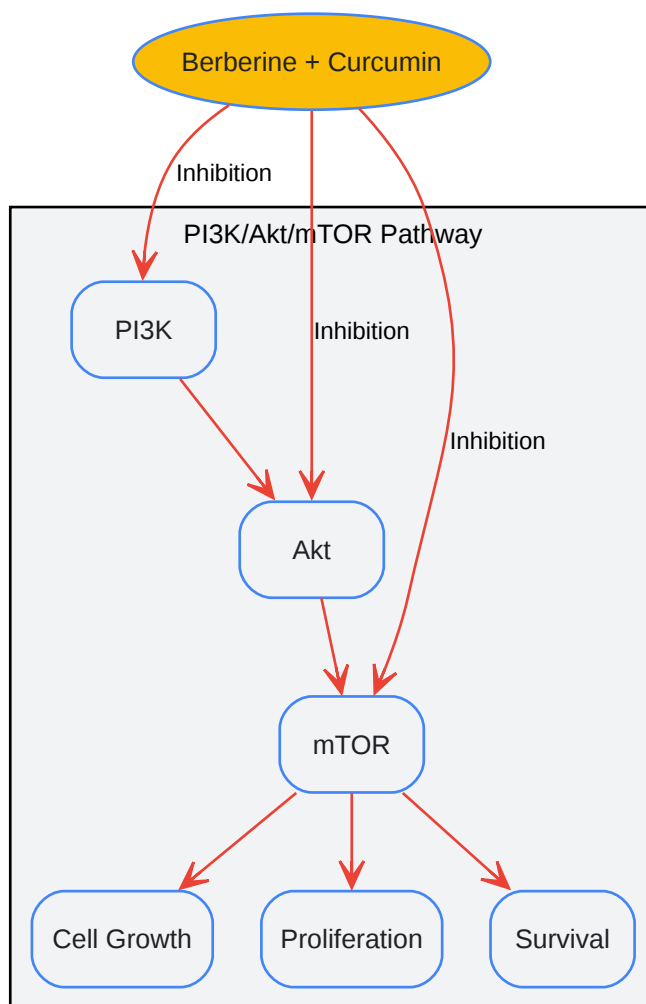 Berberine + Curcumin
Inhibition
PI3K/Akt/mTOR Pathway
PI3K
Inhibition
Inhibition
Akt
mTOR
Cell Growth
Proliferation
Survival